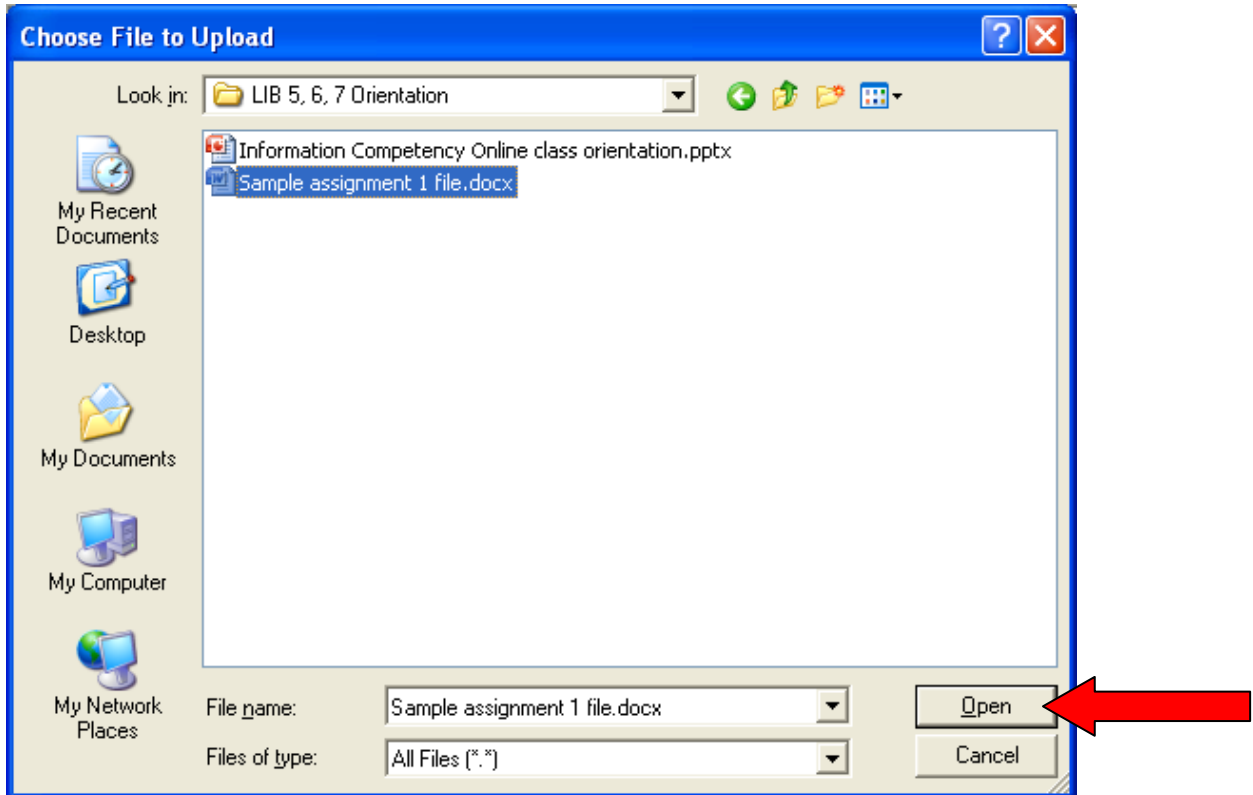 Choose File to Upload
Look in:
LIB 5, 6, 7 Orientation
Information Competency Online class orientation.pptx
Sample assignment 1 file.docx
My Recent
Documents
Desktop
My Documents
My Computer
My Network
Places
File name:
Sample assignment 1 file.docx
Open
Files of type:
All Files (*.*)
Cancel